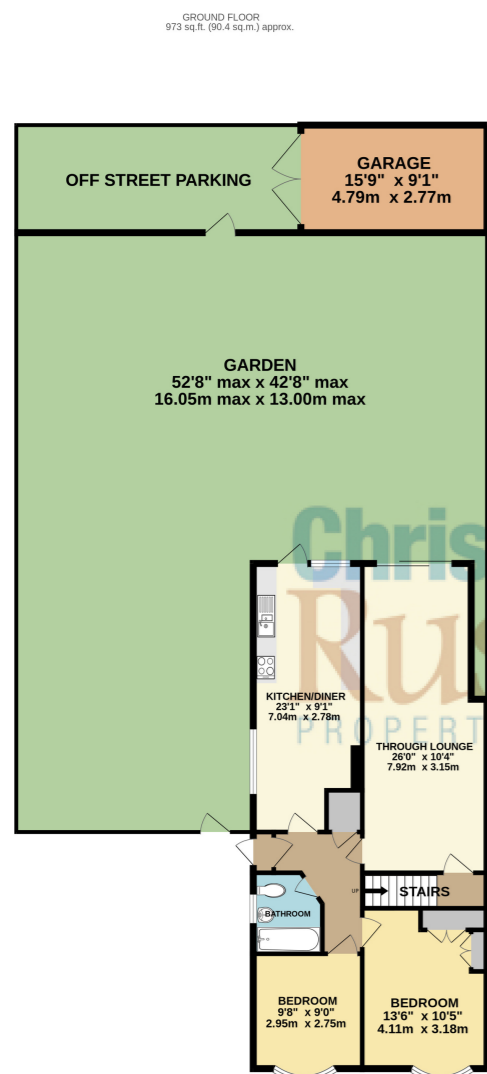 GROUND FLOOR
973 sq.ft. (90.4 sq.m.) approx.
OFF STREET PARKING
GARAGE
15'9" x 9'1"
4.79m x 2.77m
GARDEN
52'8" max x 42'8" max
16.05m max x 13.00m max
Chris
Rus
PROPERT
KITCHEN/DINER
23'1" x 9'1"
7.04m x 2.78m
THROUGH LOUNGE
26'0" x 10'4"
7.92m x 3.15m
UP
STAIRS
BATHROOM
BEDROOM
9'8" x 9'0"
2.95m x 2.75m
BEDROOM
13'6" x 10'5"
4.11m x 3.18m